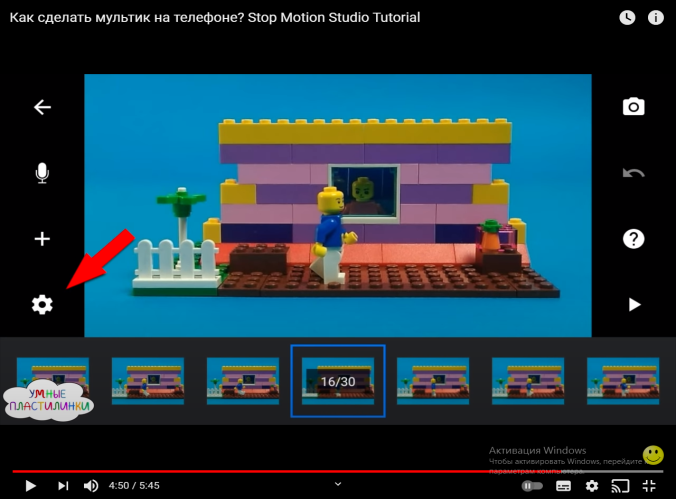 Как сделать мультик на телефоне? Stop Motion Studio Tutorial
16/30
УМНЫЕ
ПЛАСТИЛИНКИ
Активация Windows
Чтобы активировать Windows, перейдите
параметрам компьютера.
4:50 / 5:45